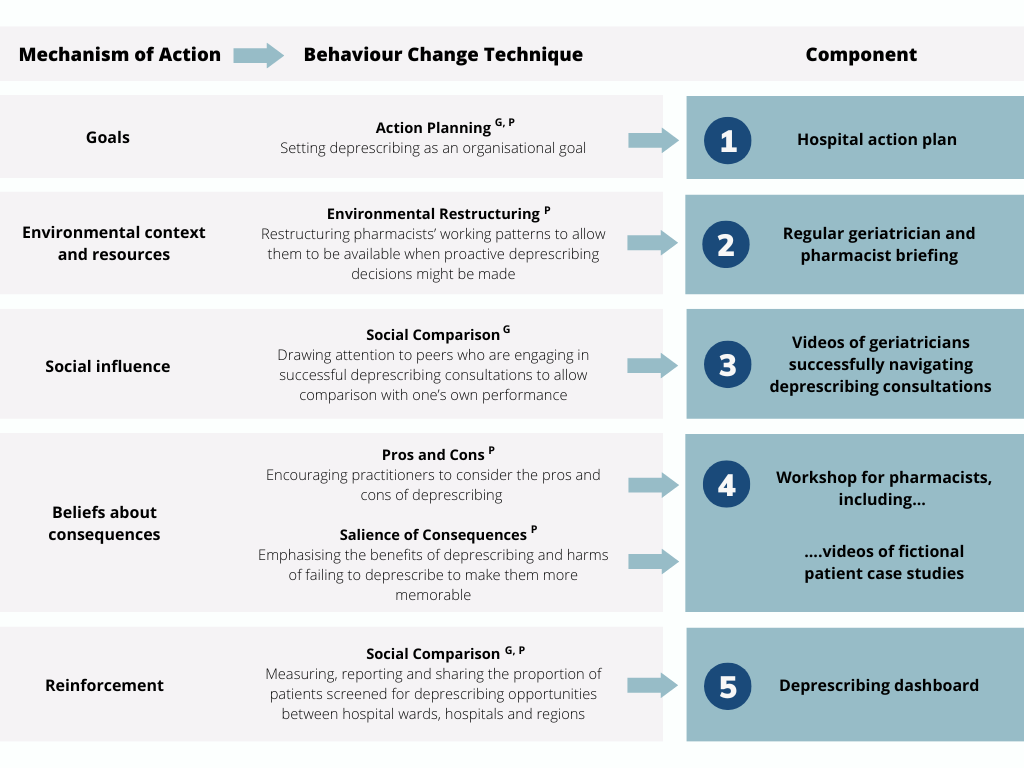 Mechanism of Action
Behaviour Change Technique
Component
Goals
Action Planning G, P
Setting deprescribing as an organisational goal
1
Hospital action plan
Environmental context
and resources
Environmental Restructuring P
Restructuring pharmacists’ working patterns to allow
them to be available when proactive deprescribing
decisions might be made
2
Regular geriatrician and
pharmacist briefing
Social influence
Social Comparison G
Drawing attention to peers who are engaging in
successful deprescribing consultations to allow
comparison with one’s own performance
3
Videos of geriatricians
successfully navigating
deprescribing consultations
Beliefs about
consequences
Pros and Cons P
Encouraging practitioners to consider the pros and
cons of deprescribing
Salience of Consequences P
Emphasising the benefits of deprescribing and harms
of failing to deprescribe to make them more
memorable
4
Workshop for pharmacists,
including...
....videos of fictional
patient case studies
Reinforcement
Social Comparison G, P
Measuring, reporting and sharing the proportion of
patients screened for deprescribing opportunities
between hospital wards, hospitals and regions
5
Deprescribing dashboard